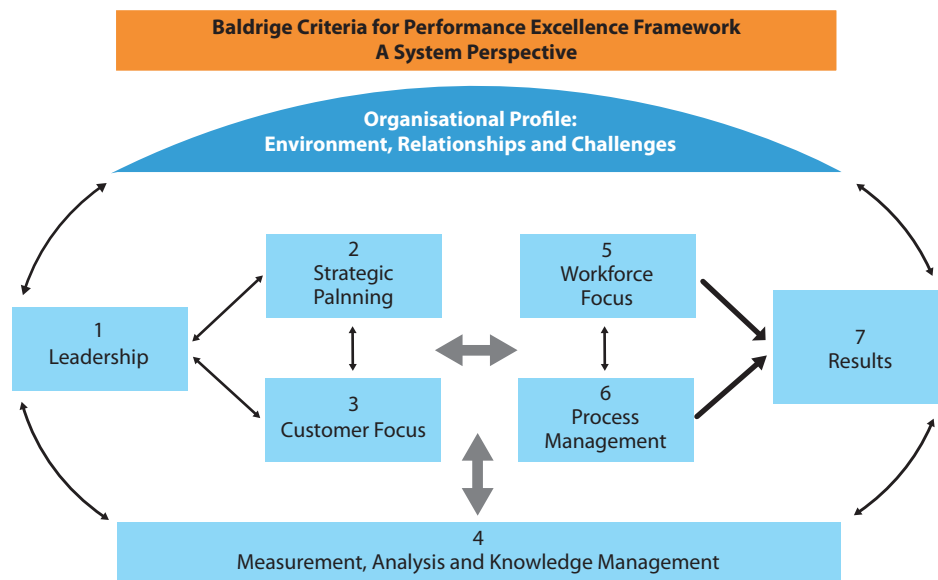 Baldrige Criteria for Performance Excellence Framework
A System Perspective
Organisational Profile:
Environment, Relationships and Challenges
1
Leadership
2
Strategic
Palnning
3
Customer Focus
5
Workforce
Focus
6
Process
Management
7
Results
4
Measurement, Analysis and Knowledge Management